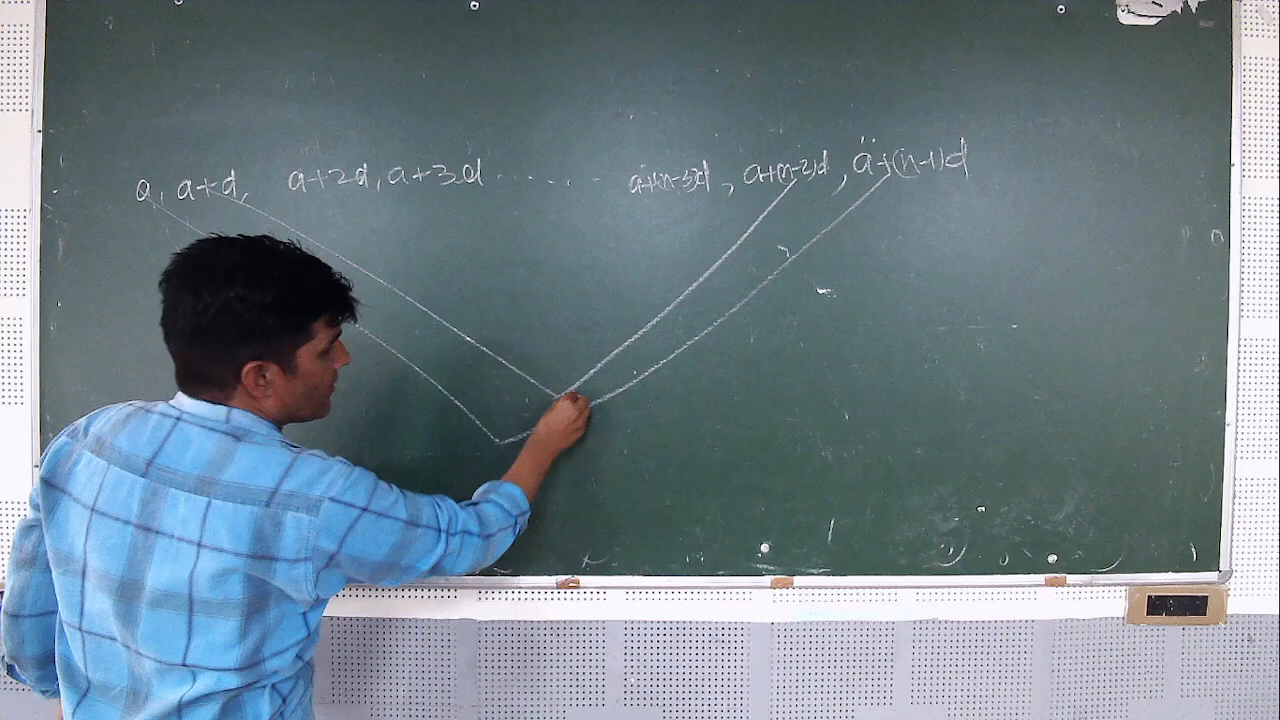 a, a+d, a+2d, a+3d ....... a+(n-3)d, a+(n-2)d, a+(n-1)d